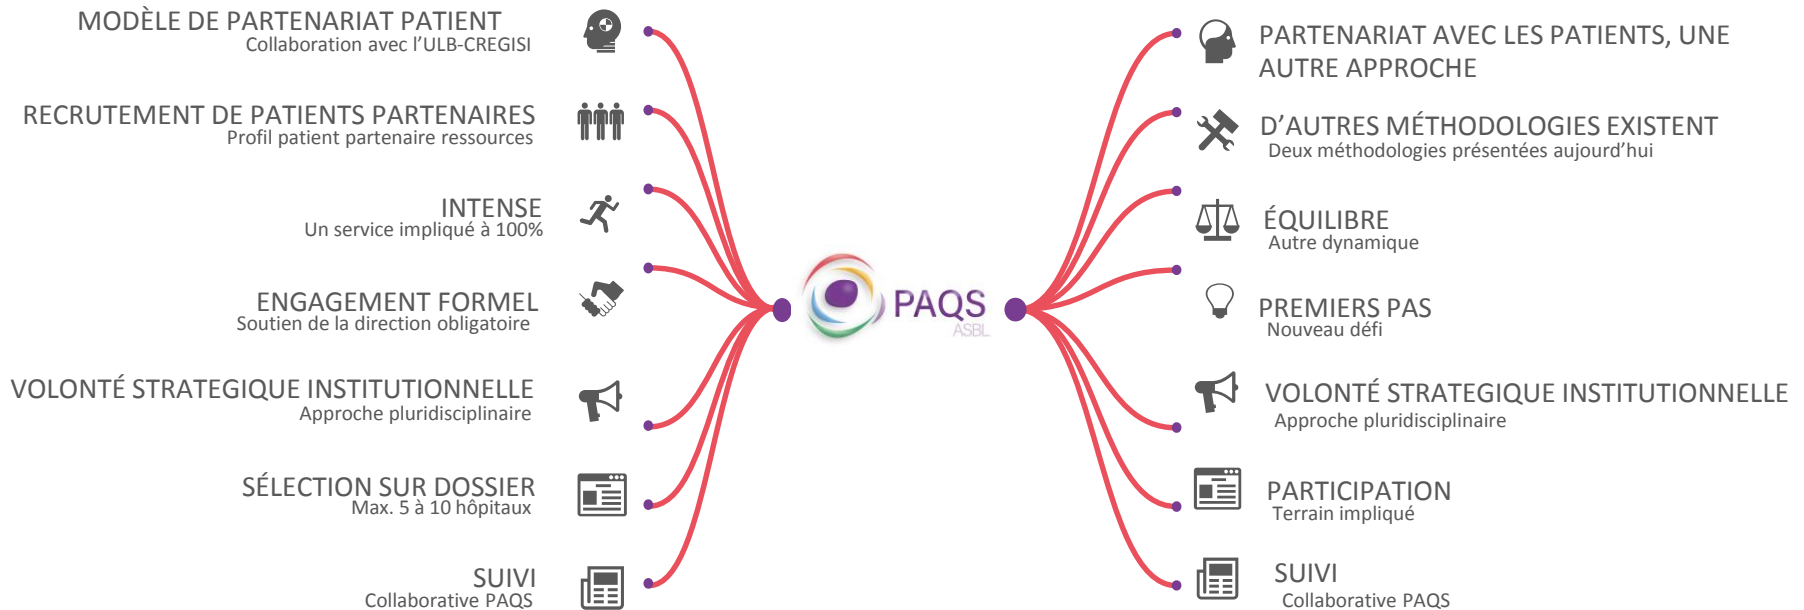 MODÈLE DE PARTENARIAT PATIENT
Collaboration avec l'ULB-CREGISI
RECRUTEMENT DE PATIENTS PARTENAIRES
Profil patient partenaire ressources
INTENSE
Un service impliqué à 100%
ENGAGEMENT FORMEL
Soutien de la direction obligatoire
VOLONTÉ STRATEGIQUE INSTITUTIONNELLE
Approche pluridisciplinaire
SÉLECTION SUR DOSSIER
Max. 5 à 10 hôpitaux
SUIVI
Collaborative PAQS
PAQS
ASBL
PARTENARIAT AVEC LES PATIENTS, UNE
AUTRE APPROCHE
D'AUTRES MÉTHODOLOGIES EXISTENT
Deux méthodologies présentées aujourd'hui
ÉQUILIBRE
Autre dynamique
PREMIERS PAS
Nouveau défi
VOLONTÉ STRATEGIQUE INSTITUTIONNELLE
Approche pluridisciplinaire
PARTICIPATION
Terrain impliqué
SUIVI
Collaborative PAQS